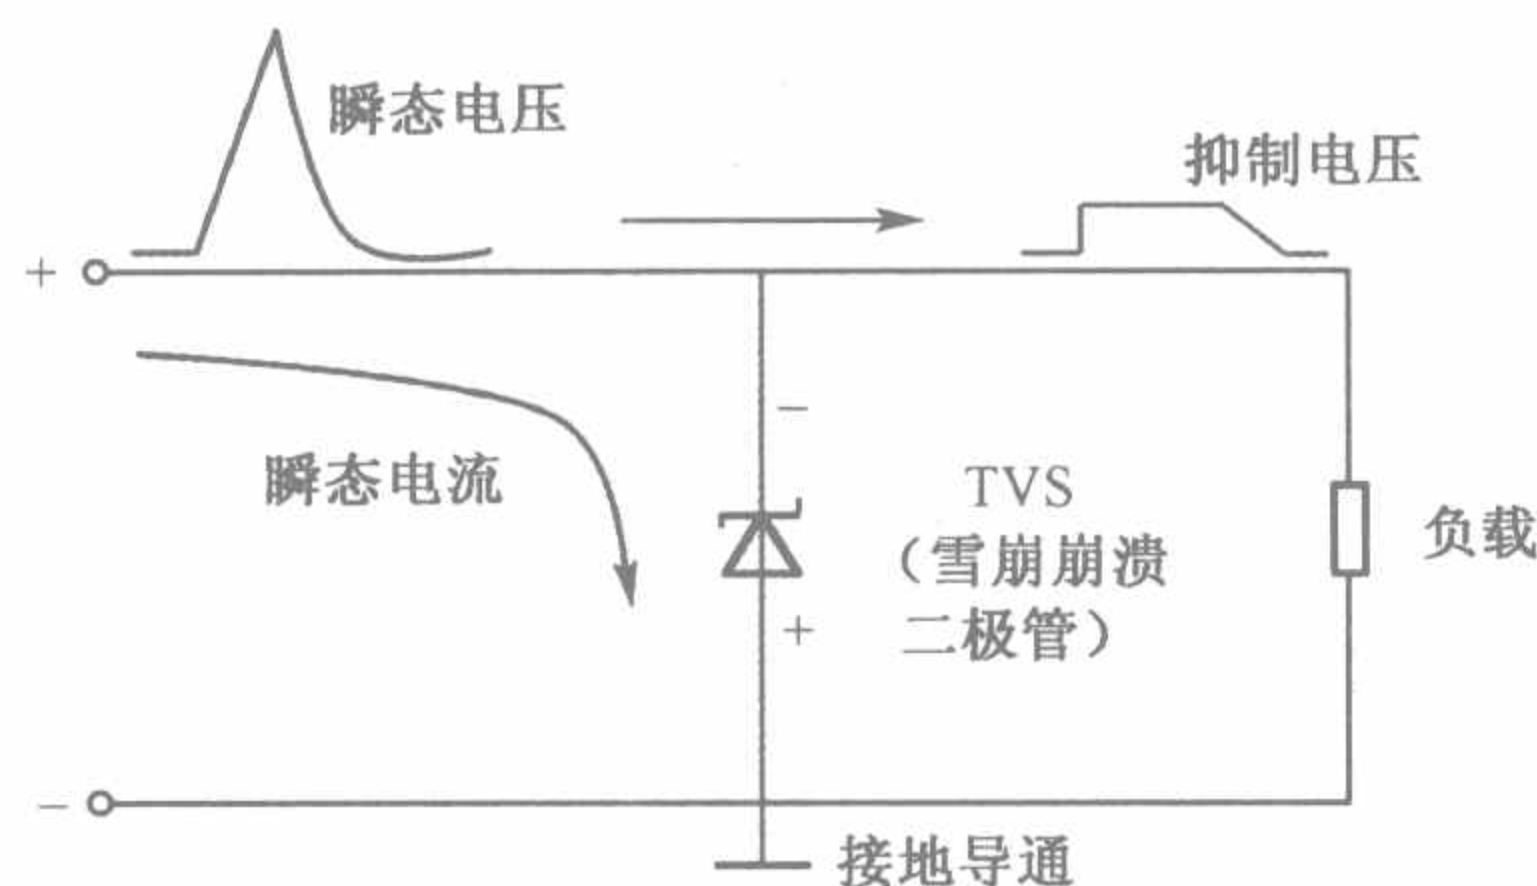 瞬态电压
抑制电压
+
−
瞬态电流
TVS
(雪崩崩溃
二极管)
+
负载
−
接地导通